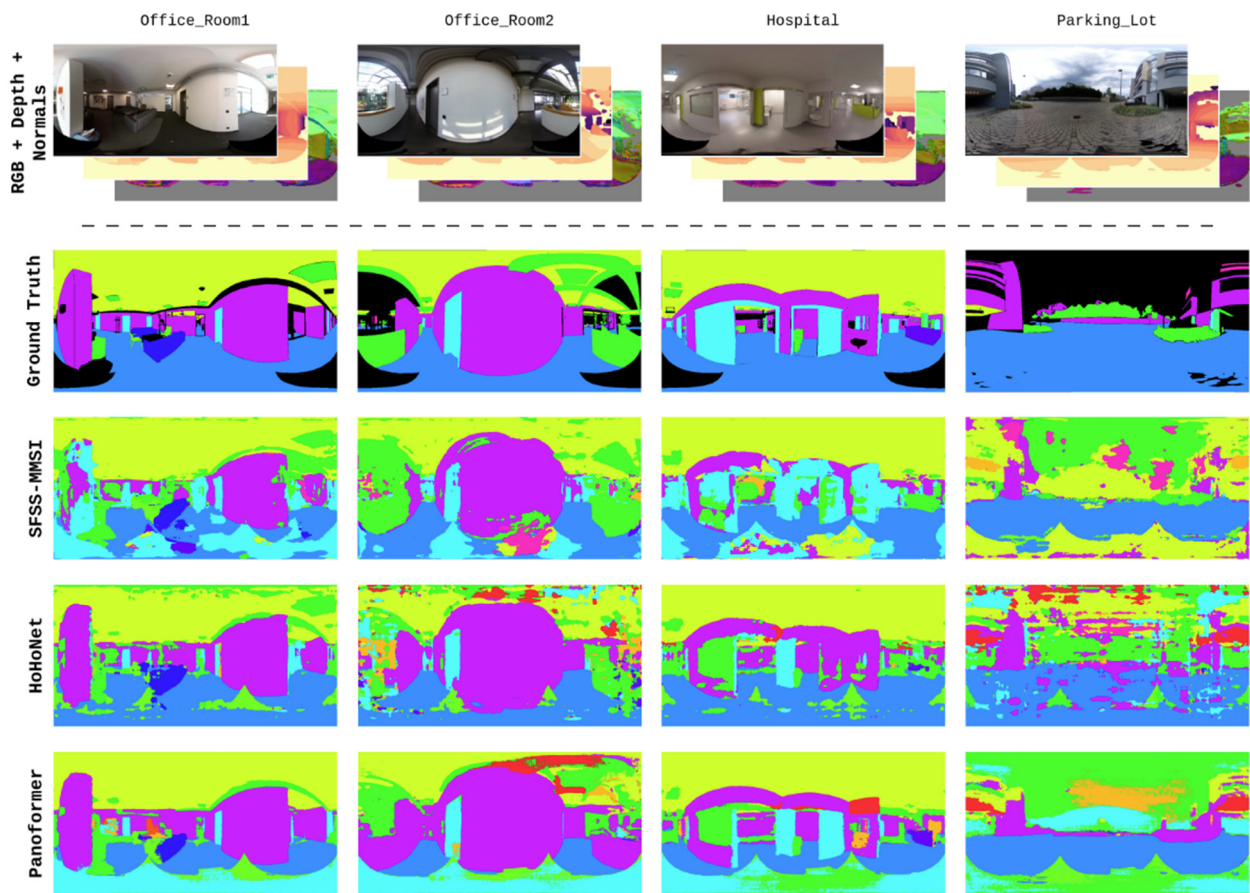 Office_Room1
Office_Room2
Hospital
Parking_Lot
RGB + Depth +
Normals
Ground Truth
SFSS-MMSI
HoHoNet
Panoformer